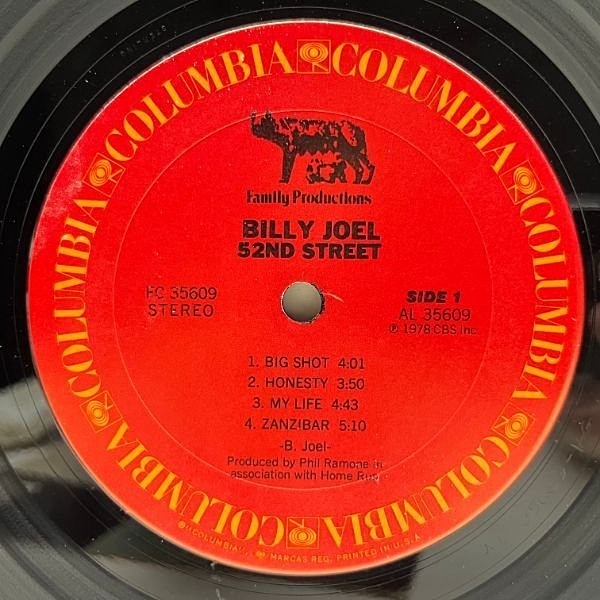 COLUMBIA COLUMBIA COLUMBIA COLUMBIA COLUMBIA COLUMBIA
Family Productions
BILLY JOEL
52ND STREET
FC 35609
STEREO
SIDE 1
AL 35609
℗ 1978 CBS Inc.
1. BIG SHOT 4:01
2. HONESTY 3:50
3. MY LIFE 4:43
4. ZANZIBAR 5:10
-B. Joel-
Produced by Phil Ramone in
association with Home Run
"COLUMBIA", MARCAS REG. PRINTED IN U.S.A.